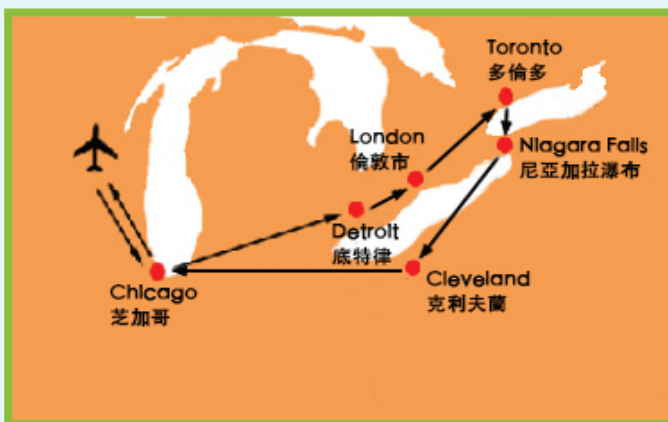 Toronto
多倫多
London
倫敦市
Niagara Falls
尼亞加拉瀑布
Detroit
底特律
Cleveland
克利夫蘭
Chicago
芝加哥